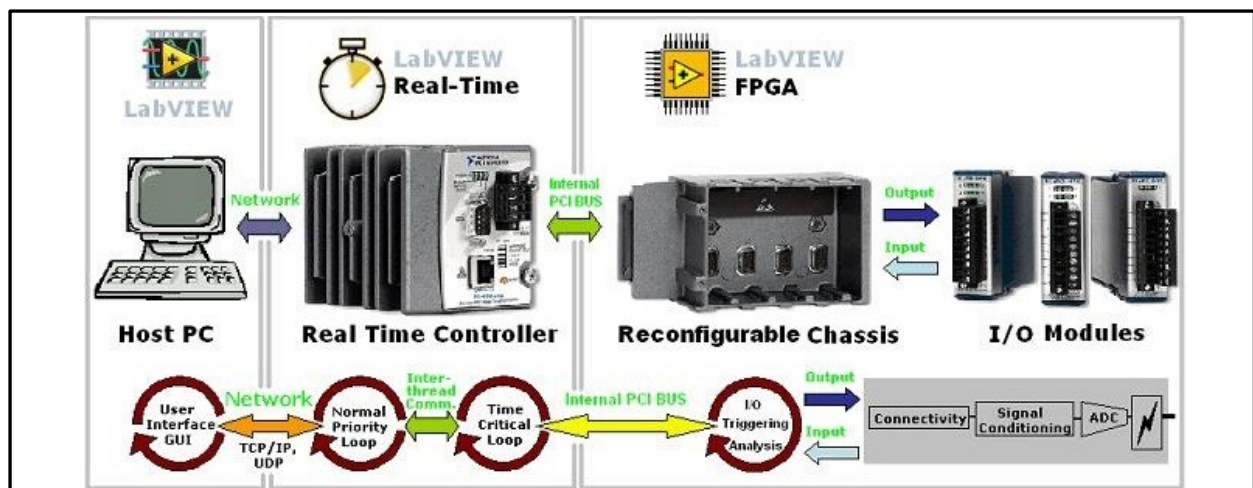 LabVIEW
LabVIEW
Real-Time
LabVIEW
FPGA
Network
Internal
PCI BUS
Output
Input
Host PC
Real Time Controller
Reconfigurable Chassis
I/O Modules
User
Interface
GUI
Network
TCP/IP,
UDP
Normal
Priority
Loop
Inter-
thread
Comm.
Time
Critical
Loop
Internal PCI BUS
I/O
Triggering
Analysis
Output
Input
Connectivity
Signal
Conditioning
ADC